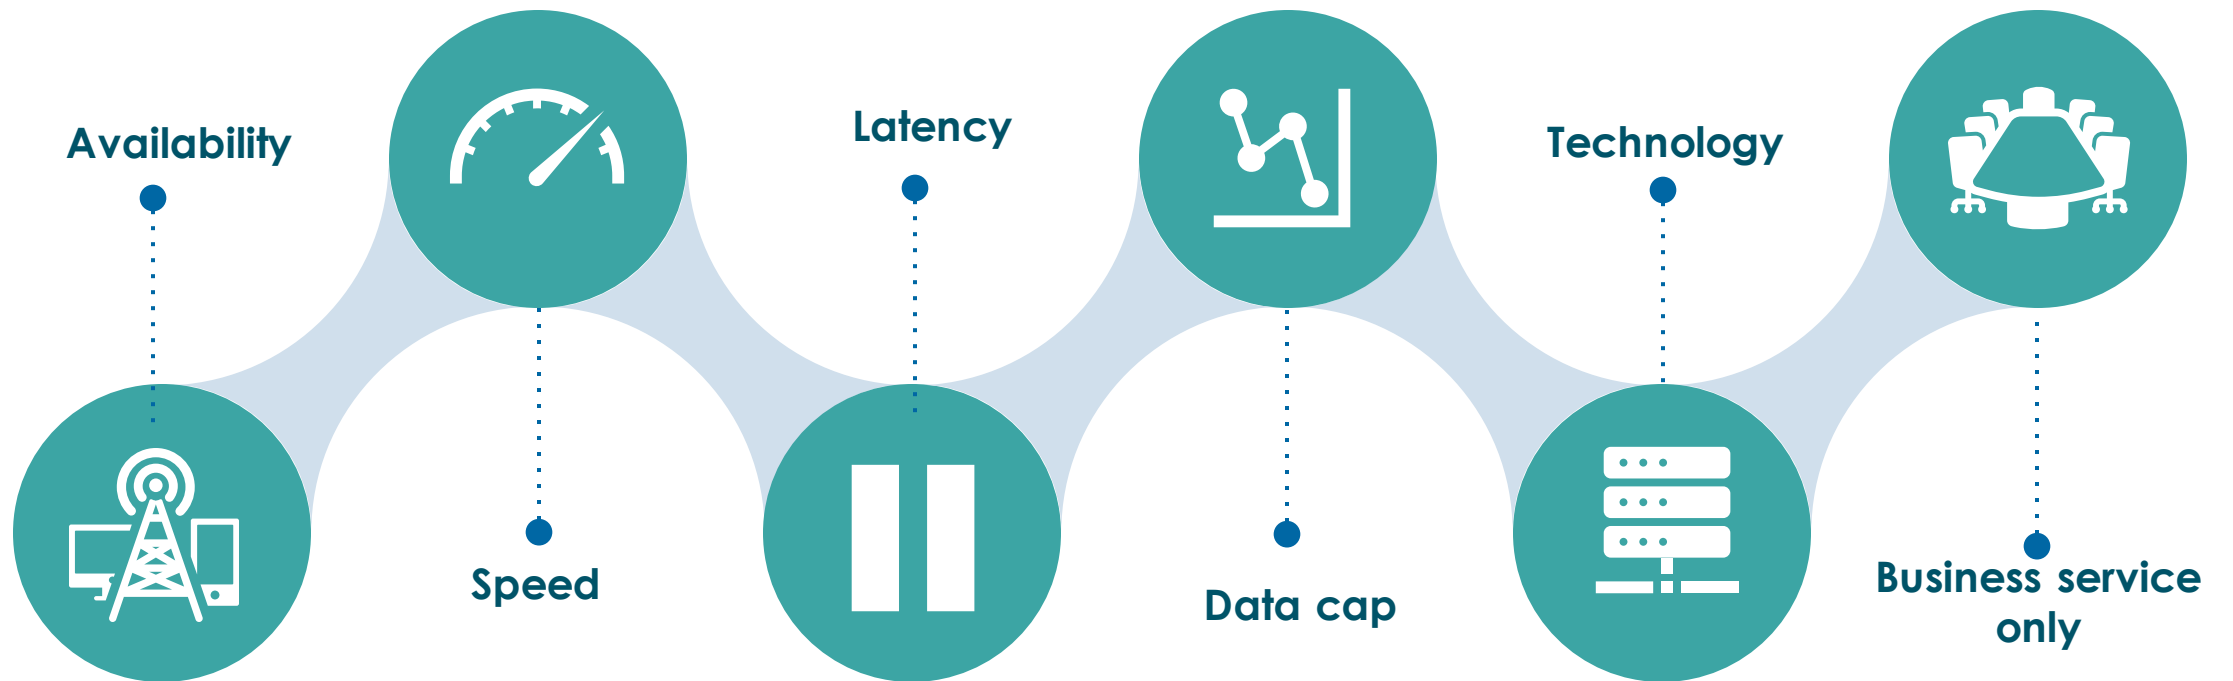 Availability
Speed
Latency
Data cap
Technology
Business service
only